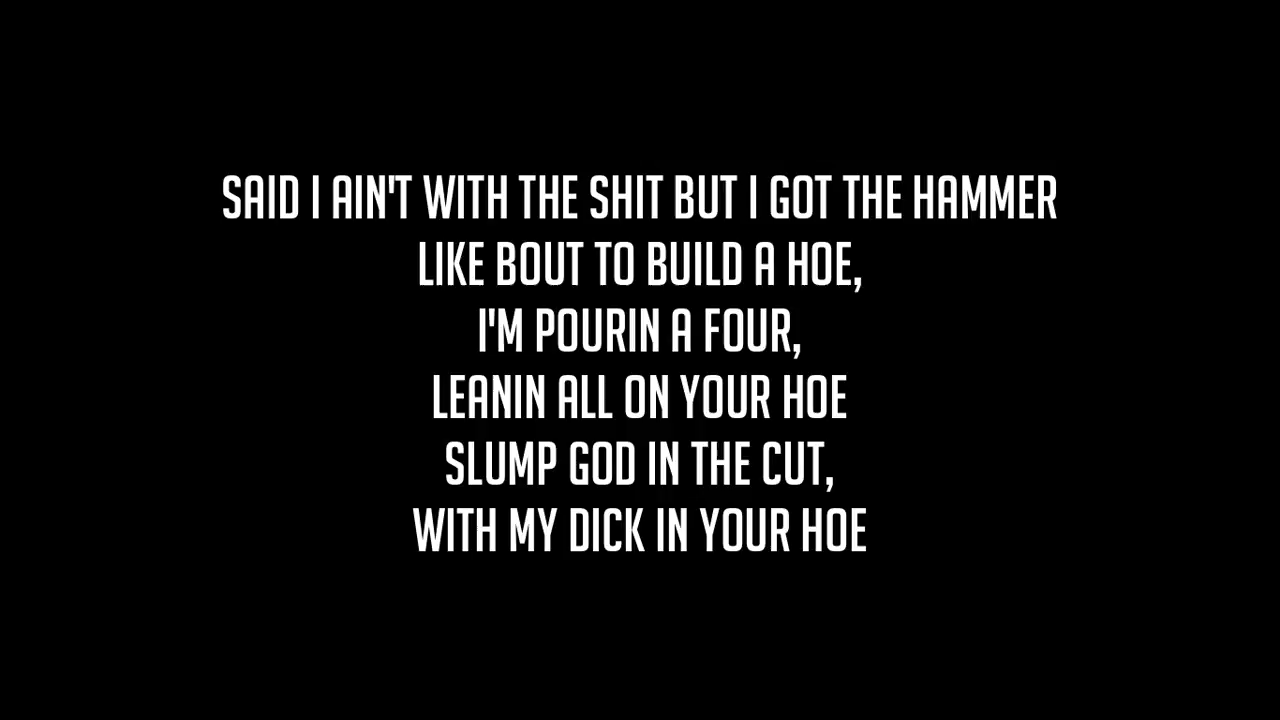 SAID I AIN'T WITH THE SHIT BUT I GOT THE HAMMER
LIKE BOUT TO BUILD A HOE,
I'M POURIN A FOUR,
LEANIN ALL ON YOUR HOE
SLUMP GOD IN THE CUT,
WITH MY DICK IN YOUR HOE